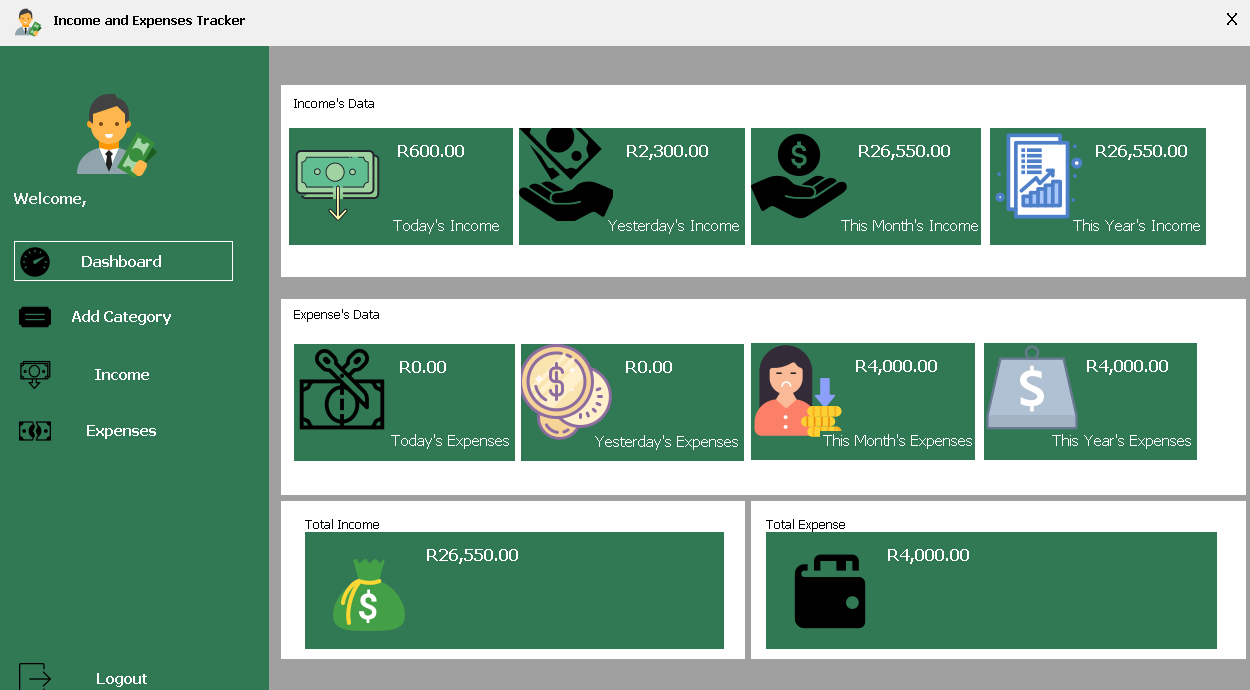 Income and Expenses Tracker
X
Welcome,
Dashboard
Add Category
Income
Expenses
Logout
Income's Data
R600.00
Today's Income
R2,300.00
Yesterday's Income
R26,550.00
This Month's Income
R26,550.00
This Year's Income
Expense's Data
R0.00
Today's Expenses
R0.00
Yesterday's Expenses
R4,000.00
This Month's Expenses
R4,000.00
This Year's Expenses
Total Income
R26,550.00
Total Expense
R4,000.00